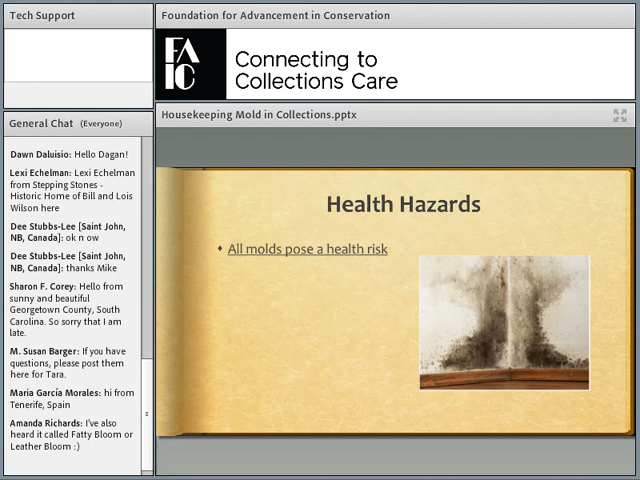 Tech Support
Foundation for Advancement in Conservation
FA
IC
Connecting to
Collections Care
General Chat (Everyone)
Dawn Daluisio: Hello Dagan!
Lexi Echelman: Lexi Echelman
from Stepping Stones -
Historic Home of Bill and Lois
Wilson here
Dee Stubbs-Lee [Saint John,
NB, Canada]: ok n ow
Dee Stubbs-Lee [Saint John,
NB, Canada]: thanks Mike
Sharon F. Corey: Hello from
sunny and beautiful
Georgetown County, South
Carolina. So sorry that I am
late.
M. Susan Barger: If you have
questions, please post them
here for Tara.
Maria García Morales: hi from
Tenerife, Spain
Amanda Richards: I've also
heard it called Fatty Bloom or
Leather Bloom :)
Housekeeping Mold in Collections.pptx
Health Hazards
♦ All molds pose a health risk